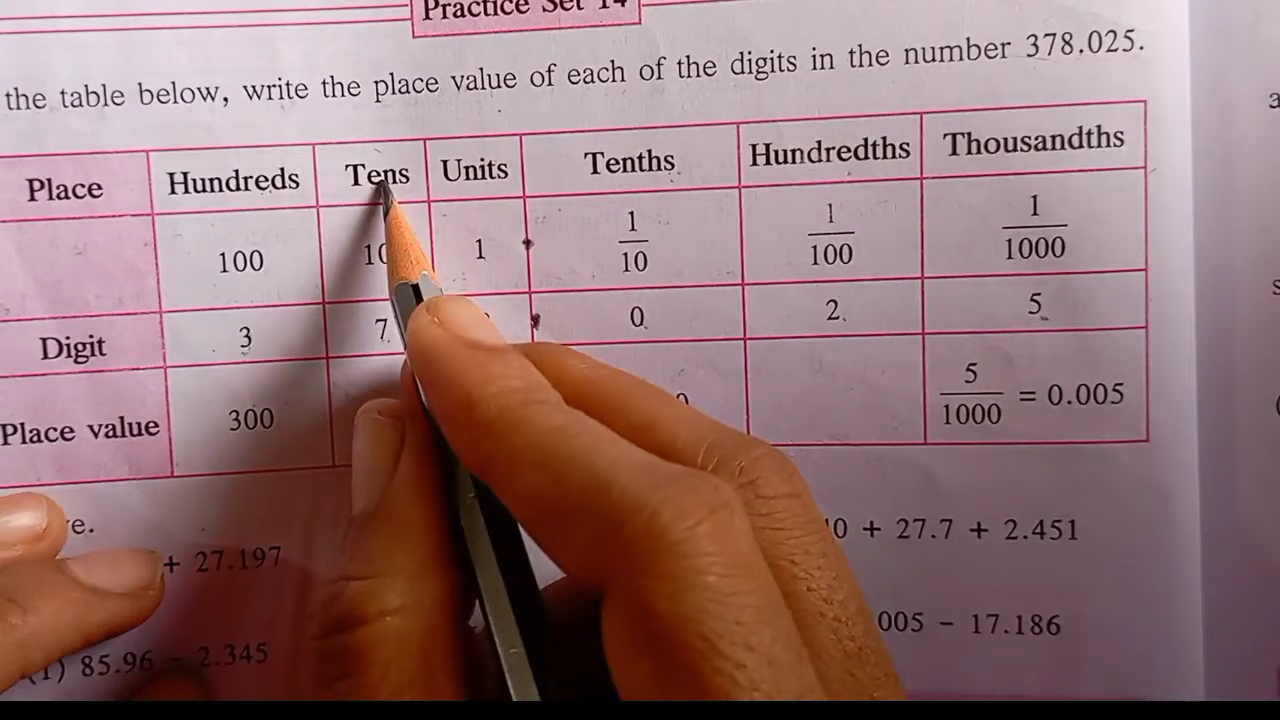 Practice Set 14
the table below, write the place value of each of the digits in the number 378.025.
Place Hundreds Tens Units Tenths Hundredths Thousandths
100 1 1/10 1/100 1/1000
Digit 3 7 0 2 5
Place value 300 5/1000 = 0.005
+ 27.197
+ 27.7 + 2.451
85.96 - 2.345
005 - 17.186